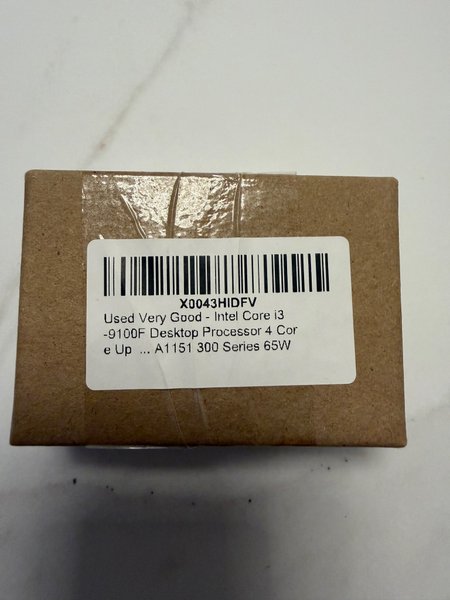 X0043HIDFV
Used Very Good - Intel Core i3
-9100F Desktop Processor 4 Cor
e Up ... A1151 300 Series 65W